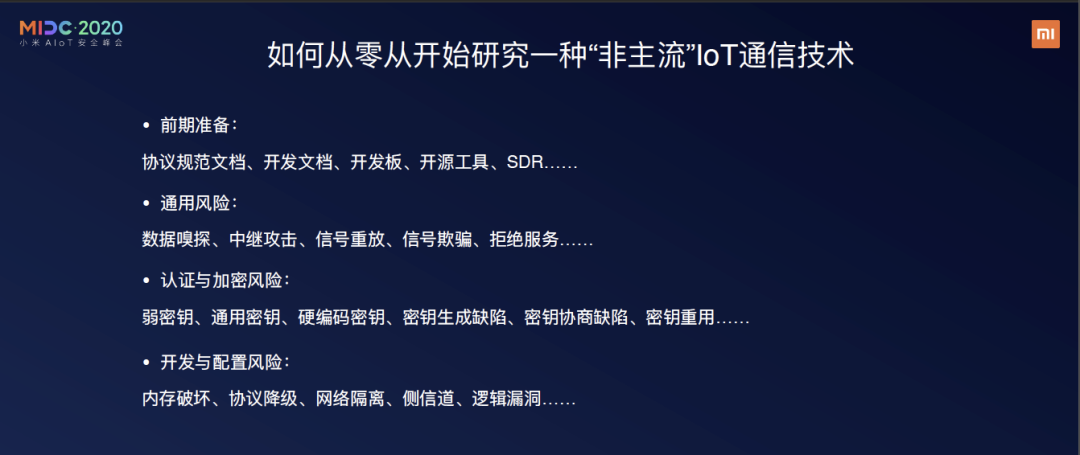 MIDC·2020
小米 AIoT 安全峰会
如何从零从开始研究一种“非主流”IoT通信技术
• 前期准备：
协议规范文档、开发文档、开发板、开源工具、SDR……
• 通用风险：
数据嗅探、中继攻击、信号重放、信号欺骗、拒绝服务……
• 认证与加密风险：
弱密钥、通用密钥、硬编码密钥、密钥生成缺陷、密钥协商缺陷、密钥重用……
• 开发与配置风险：
内存破坏、协议降级、网络隔离、侧信道、逻辑漏洞……